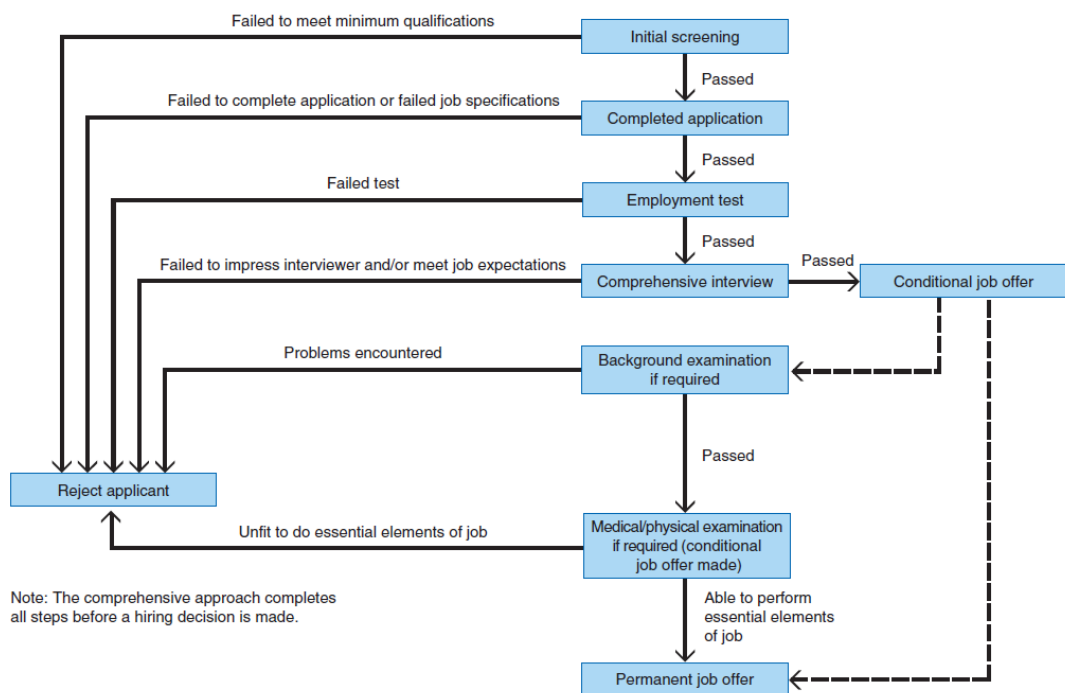 Failed to meet minimum qualifications
Initial screening
Passed
Failed to complete application or failed job specifications
Completed application
Passed
Failed test
Employment test
Passed
Failed to impress interviewer and/or meet job expectations
Comprehensive interview
Passed
Conditional job offer
Problems encountered
Background examination
if required
Passed
Reject applicant
Unfit to do essential elements of job
Medical/physical examination
if required (conditional
job offer made)
Note: The comprehensive approach completes
all steps before a hiring decision is made.
Able to perform
essential elements
of job
Permanent job offer